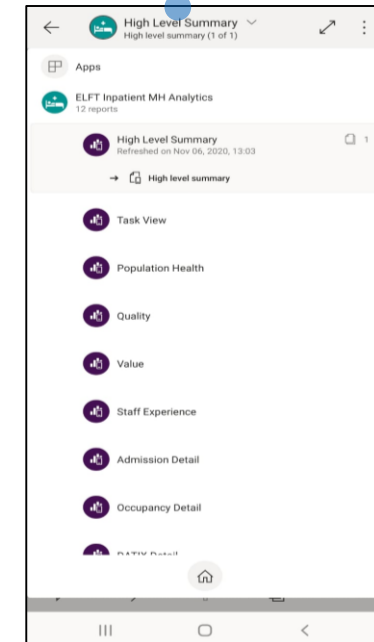 High Level Summary
High level summary (1 of 1)
Apps
ELFT Inpatient MH Analytics
12 reports
High Level Summary
Refreshed on Nov 06, 2020, 13:03
1
High level summary
Task View
Population Health
Quality
Value
Staff Experience
Admission Detail
Occupancy Detail
DATIX Detail